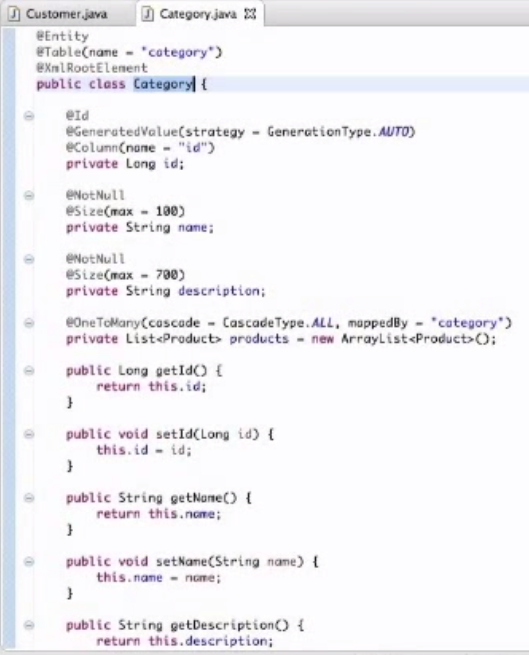 Customer.java
Category.java
@Entity
@Table(name = "category")
@XmlRootElement
public class Category {
@Id
@GeneratedValue(strategy = GenerationType.AUTO)
@Column(name = "id")
private Long id;
@NotNull
@Size(max = 100)
private String name;
@NotNull
@Size(max = 700)
private String description;
@OneToMany(cascade = CascadeType.ALL, mappedBy = "category")
private List<Product> products = new ArrayList<Product>();
public Long getId() {
return this.id;
}
public void setId(Long id) {
this.id = id;
}
public String getName() {
return this.name;
}
public void setName(String name) {
this.name = name;
}
public String getDescription() {
return this.description;